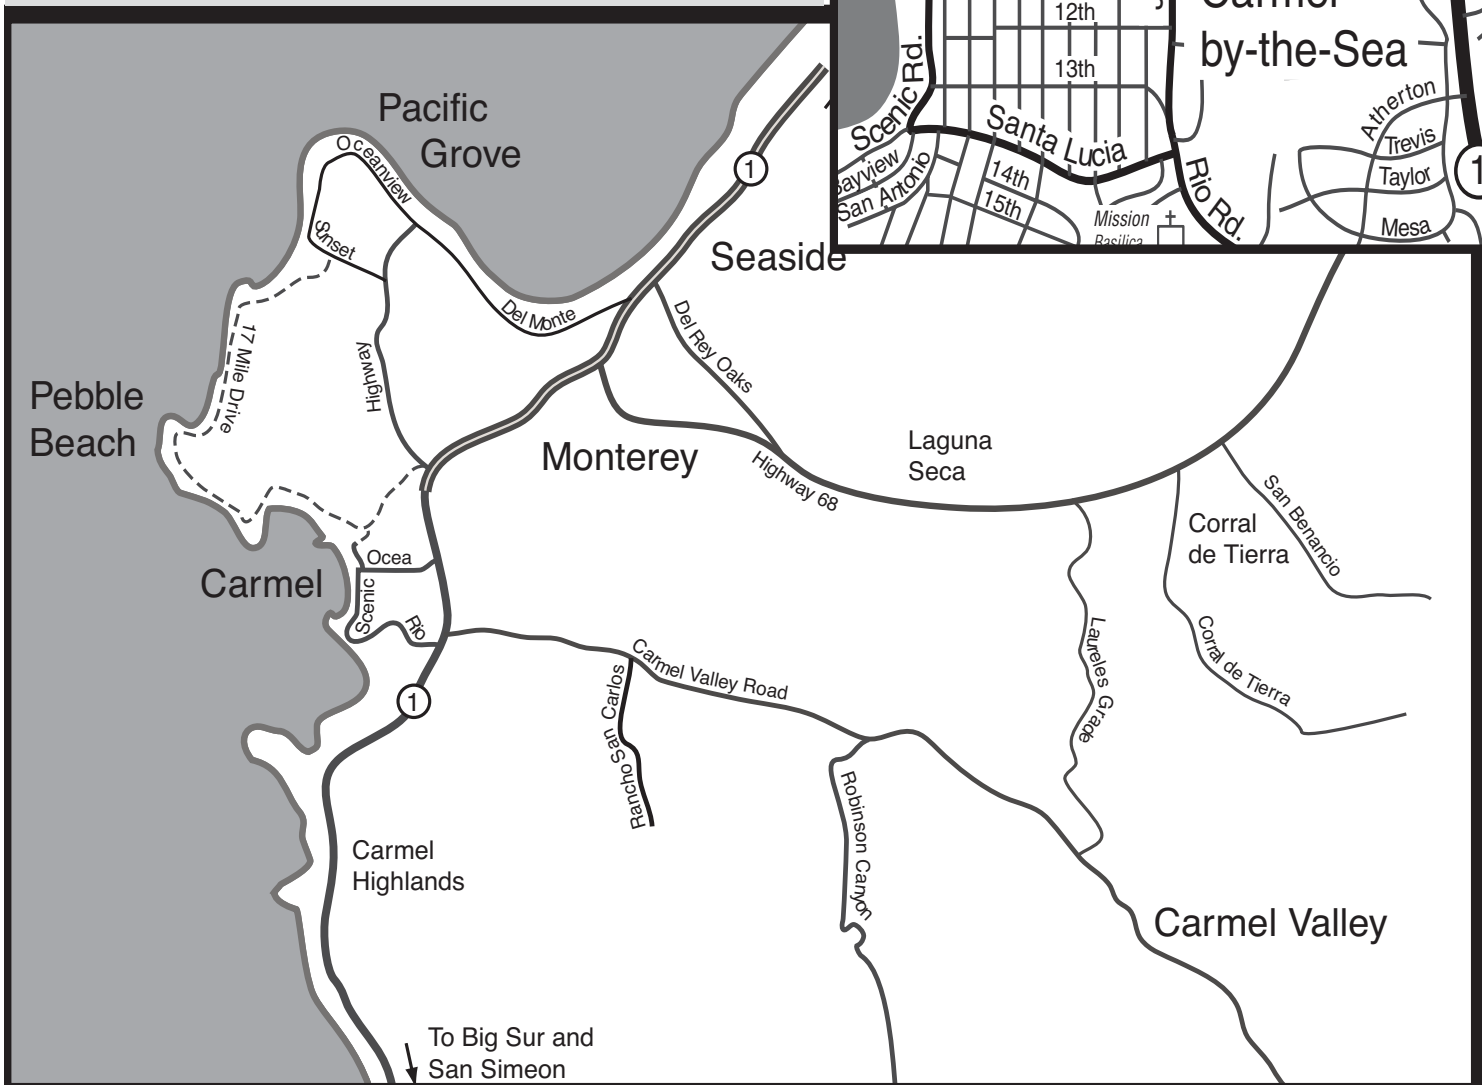 Carmel
by-the-Sea
12th
13th
Scenic Rd.
Santa Lucia
Bayview
San Antonio
14th
15th
Mission
Basilica
Rio Rd.
Atherton
Trevis
Taylor
Mesa
1
Pacific
Grove
Oceanview
Sunset
1
Seaside
Del Monte
Del Rey Oaks
17 Mile Drive
Highway
Pebble
Beach
Monterey
Highway 68
Laguna
Seca
San Benancio
Corral
de Tierra
Corral de Tierra
Laureles Grade
Ocea
Carmel
Scenic
Rio
Carmel Valley Road
Rancho San Carlos
1
Robinson Canyon
Carmel
Highlands
Carmel Valley
To Big Sur and
San Simeon